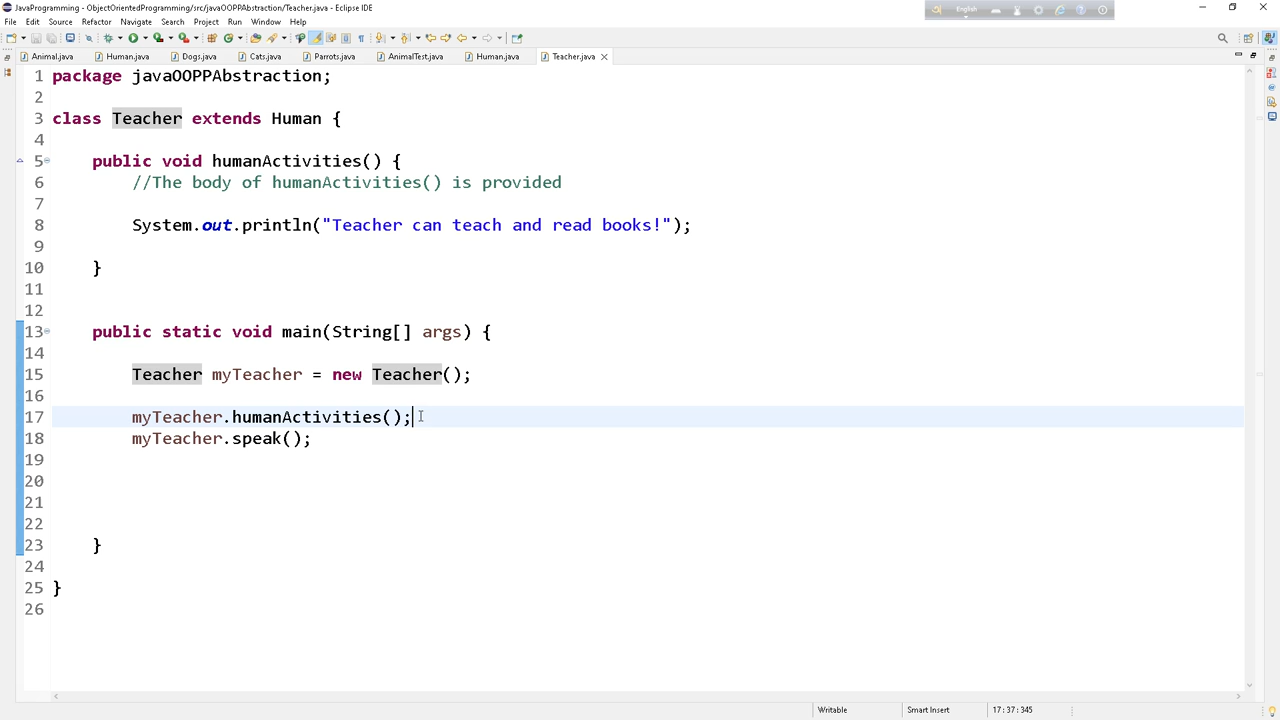 JavaProgramming - ObjectOrientedProgramming/src/javaOOPPAbstraction/Teacher.java - Eclipse IDE
English
File Edit Source Refactor Navigate Search Project Run Window Help
Animal.java Human.java Dogs.java Cats.java Parrots.java AnimalTest.java Human.java Teacher.java
1 package javaOOPPAbstraction;
2
3 class Teacher extends Human {
4
5 public void humanActivities() {
6 //The body of humanActivities() is provided
7
8 System.out.println("Teacher can teach and read books!");
9
10 }
11
12
13 public static void main(String[] args) {
14
15 Teacher myTeacher = new Teacher();
16
17 myTeacher.humanActivities();
18 myTeacher.speak();
19
20
21
22
23 }
24
25 }
26
Writable Smart Insert 17 : 37 : 345